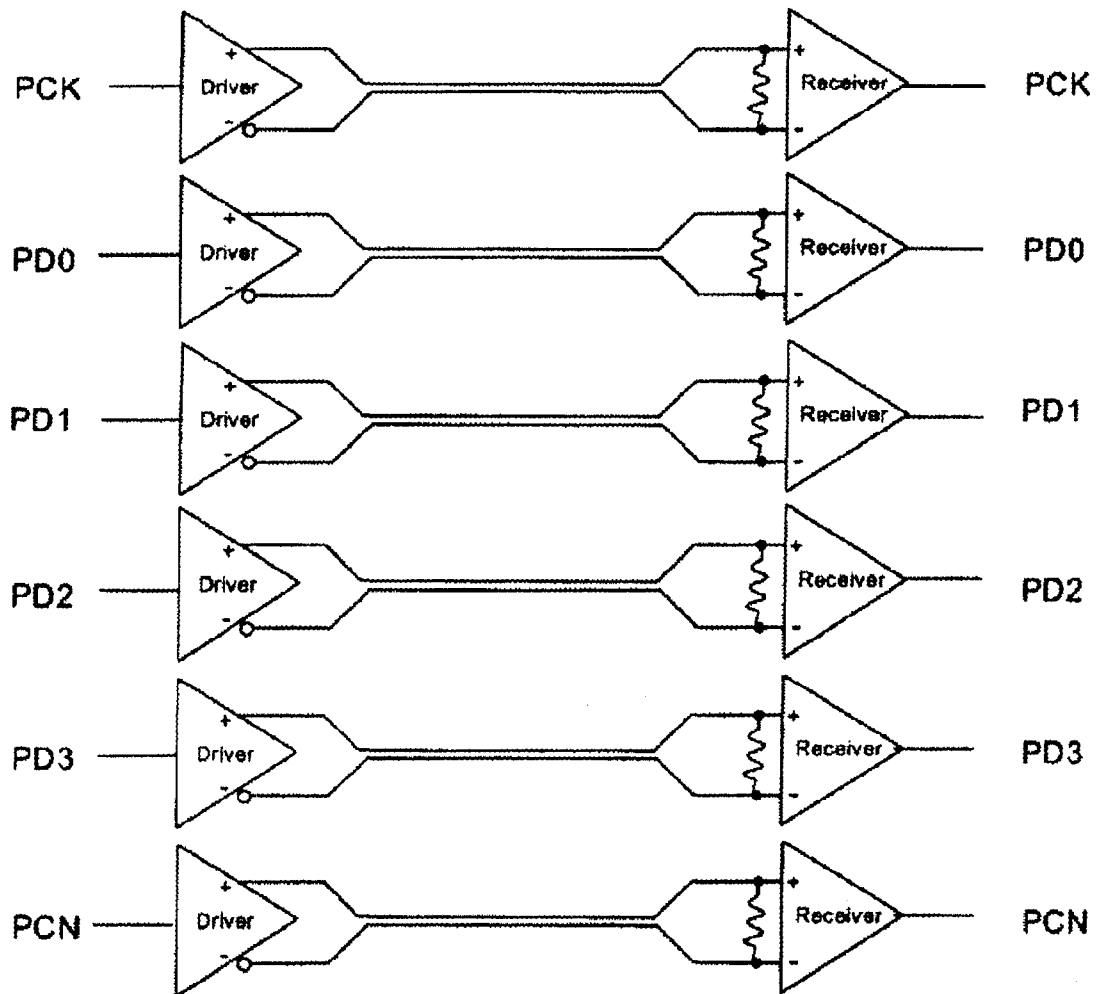 PCK + Driver - + Receiver - PCK
PD0 + Driver - + Receiver - PD0
PD1 + Driver - + Receiver - PD1
PD2 + Driver - + Receiver - PD2
PD3 + Driver - + Receiver - PD3
PCN + Driver - + Receiver - PCN